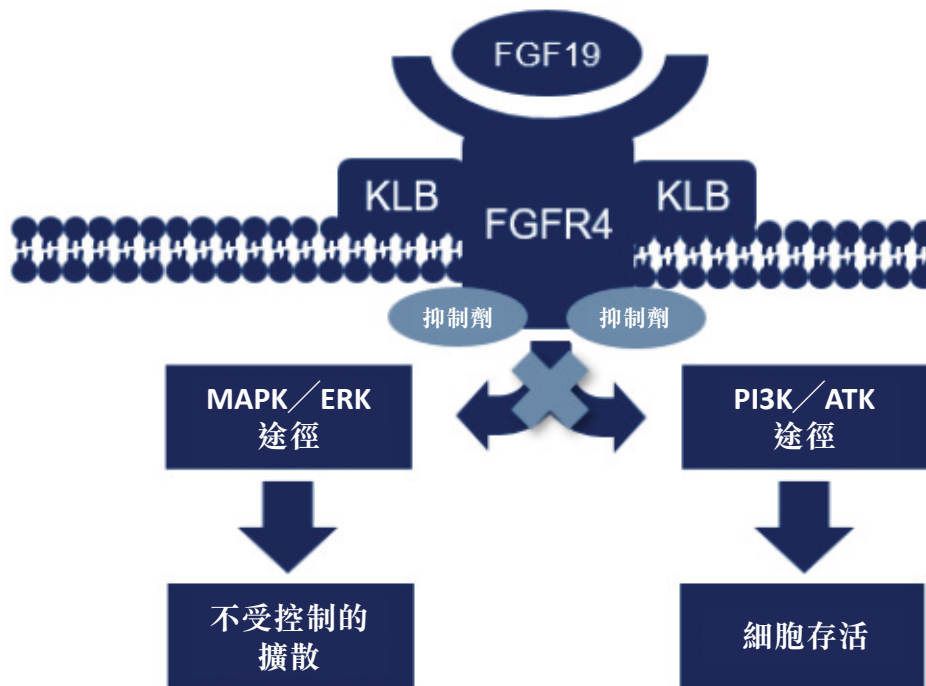 FGF19
KLB
FGFR4
KLB
抑制劑
抑制劑
MAPK／ERK
途徑
PI3K／ATK
途徑
不受控制的
擴散
細胞存活